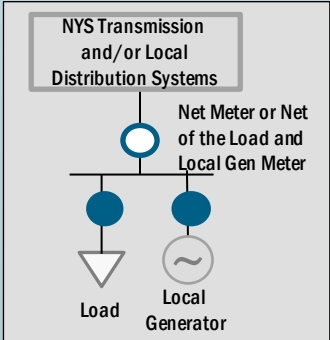 NYS Transmission
and/or Local
Distribution Systems
Net Meter or Net
of the Load and
Local Gen Meter
Load
Local
Generator